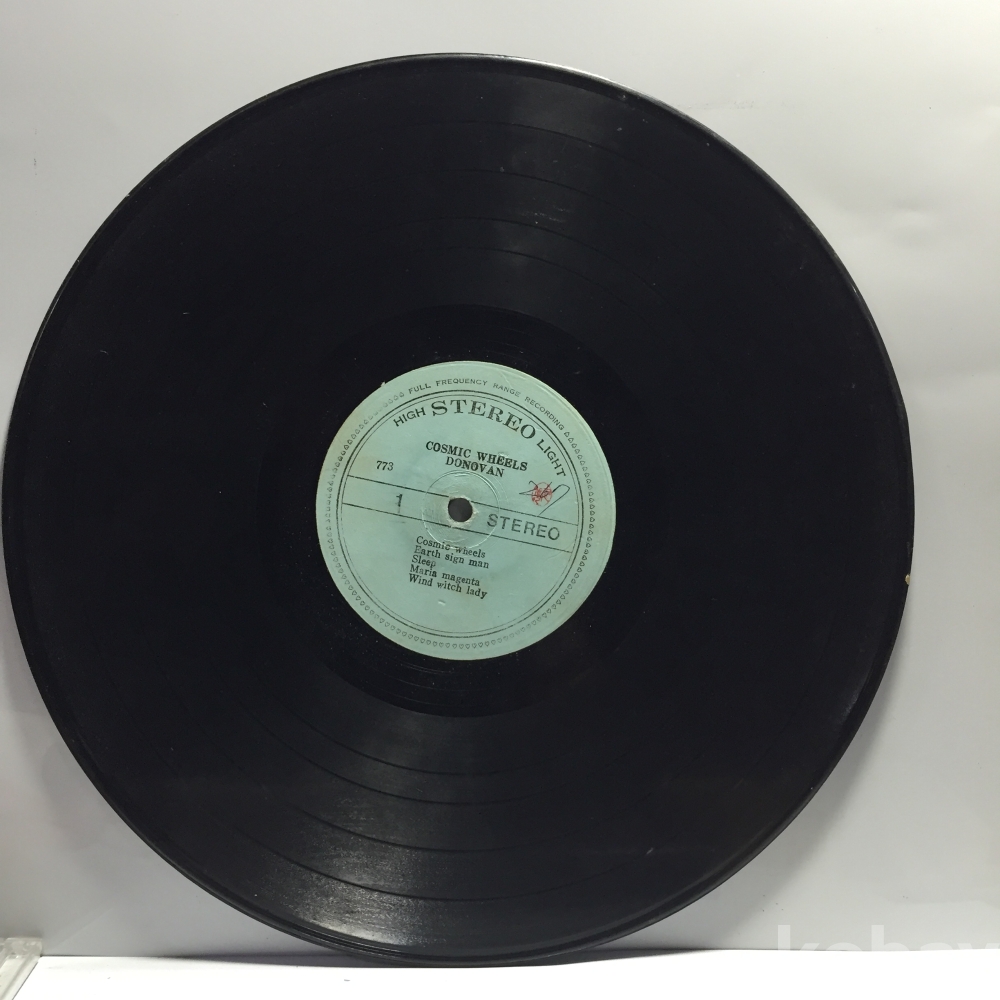 FULL FREQUENCY RANGE RECORDING
HIGH STEREO LIGHT
COSMIC WHEELS
DONOVAN
773
1
STEREO
Cosmic wheels
Earth sign man
Sleep
Maria magenta
Wind witch lady